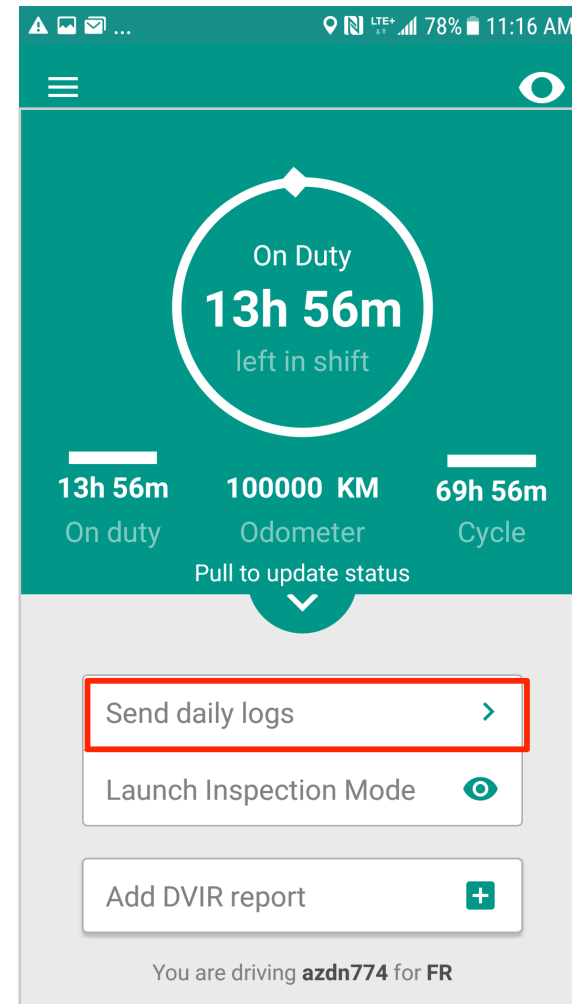 ... LTE+ 78% 11:16 AM
On Duty
13h 56m
left in shift
13h 56m 100000 KM 69h 56m
On duty Odometer Cycle
Pull to update status
Send daily logs
Launch Inspection Mode
Add DVIR report
You are driving azdn774 for FR